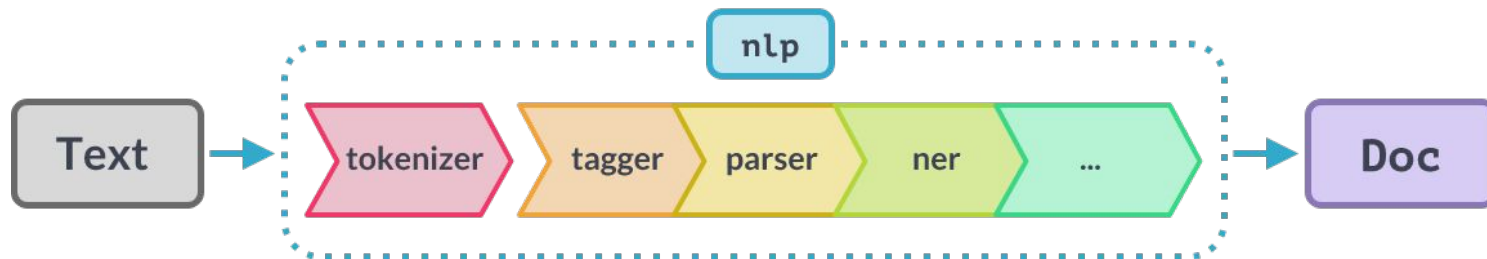 nlp
Text
tokenizer
tagger
parser
ner
...
Doc